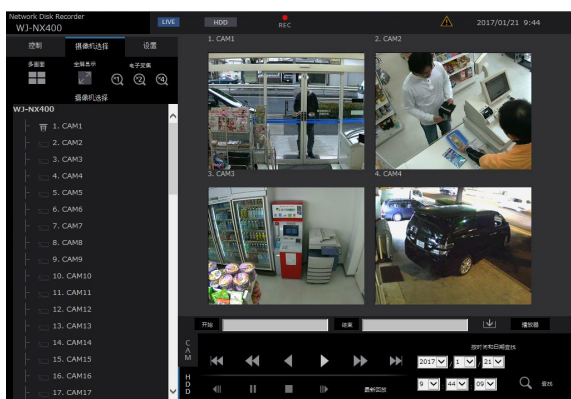 Network Disk Recorder
WJ-NX400
LIVE
HDD
REC
2017/01/21 9:44
控制
摄像机选择
设置
多画面
全屏显示
电子变焦
摄像机选择
WJ-NX400
1. CAM1
2. CAM2
3. CAM3
4. CAM4
5. CAM5
6. CAM6
7. CAM7
8. CAM8
9. CAM9
10. CAM10
11. CAM11
12. CAM12
13. CAM13
14. CAM14
15. CAM15
16. CAM16
17. CAM17
1. CAM1
2. CAM2
3. CAM3
4. CAM4
开始
结束
播放器
CAM
HDD
按时间和日期查找
2017 / 1 / 21
最新回放
9 : 44 : 09
查找